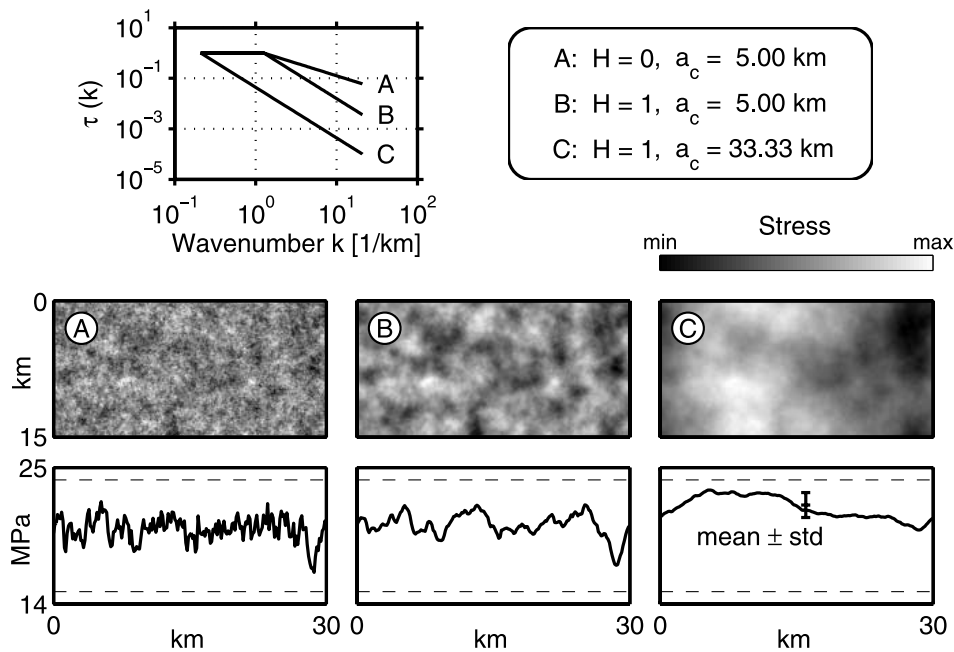 10^1
10^-1
10^-3
10^-5
τ (k)
A
B
C
10^-1 10^0 10^1 10^2
Wavenumber k [1/km]
A: H = 0, a_c = 5.00 km
B: H = 1, a_c = 5.00 km
C: H = 1, a_c = 33.33 km
Stress
min max
0
km
15
A
B
C
25
MPa
14
mean ± std
0 30
km
0 30
km
0 30
km